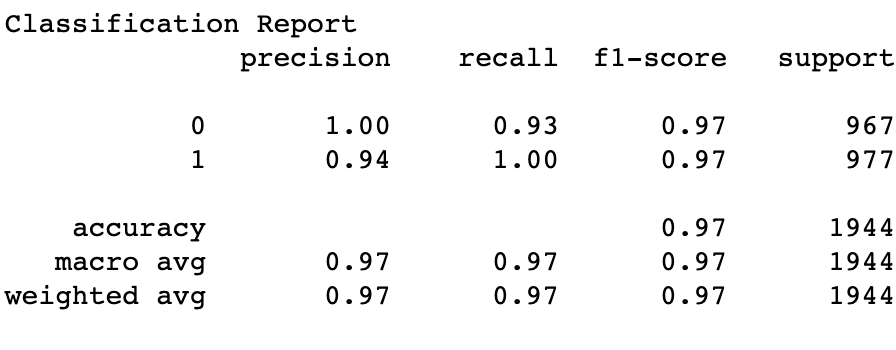 Classification Report
precision recall f1-score support
0 1.00 0.93 0.97 967
1 0.94 1.00 0.97 977
accuracy 0.97 1944
macro avg 0.97 0.97 0.97 1944
weighted avg 0.97 0.97 0.97 1944